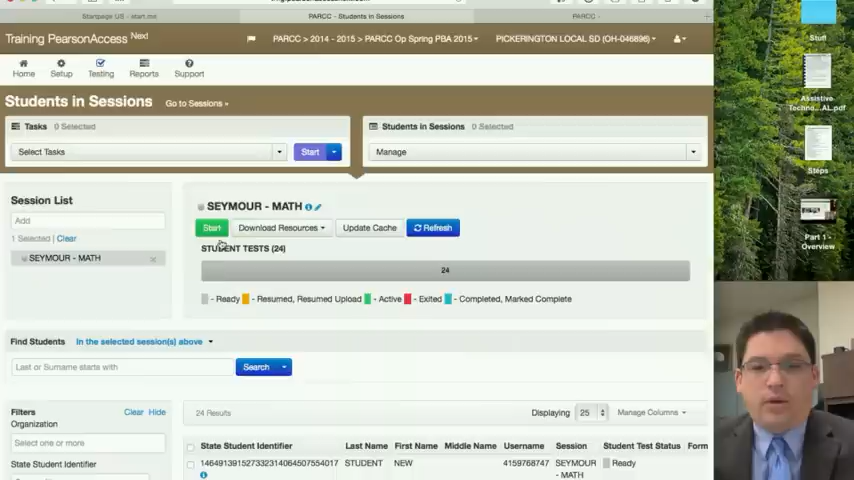 Startpage US - start.me
PARCC - Students in Sessions
PARCC -
Training PearsonAccess Next
PARCC > 2014 - 2015 > PARCC Op Spring PBA 2015
PICKERINGTON LOCAL SD (OH-046896)
Home
Setup
Testing
Reports
Support
Students in Sessions
Go to Sessions »
Tasks 0 Selected
Select Tasks
Start
Students in Sessions 0 Selected
Manage
Session List
Add
1 Selected | Clear
SEYMOUR - MATH
SEYMOUR - MATH
Start
Download Resources
Update Cache
Refresh
STUDENT TESTS (24)
24
- Ready - Resumed, Resumed Upload - Active - Exited - Completed, Marked Complete
Find Students In the selected session(s) above
Last or Surname starts with
Search
Filters
Clear Hide
Organization
Select one or more
State Student Identifier
24 Results
Displaying 25
Manage Columns
State Student Identifier Last Name First Name Middle Name Username Session Student Test Status Form
1464913915273323140645075540​17 STUDENT NEW 4159768747 SEYMOUR - MATH Ready
Stuff
Assistive
Techno...AL.pdf
Steps
Part 1 -
Overview